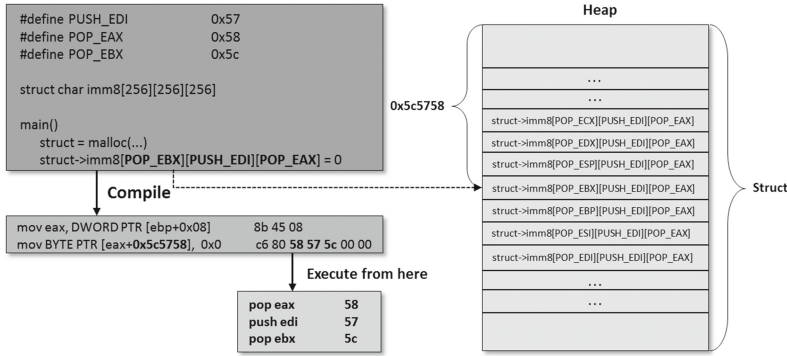 #define PUSH_EDI 0x57
#define POP_EAX 0x58
#define POP_EBX 0x5c
struct char imm8[256][256][256]
main()
struct = malloc(...)
struct->imm8[POP_EBX][PUSH_EDI][POP_EAX] = 0
Compile
mov eax, DWORD PTR [ebp+0x08] 8b 45 08
mov BYTE PTR [eax+0x5c5758], 0x0 c6 80 58 57 5c 00 00
Execute from here
pop eax 58
push edi 57
pop ebx 5c
Heap
0x5c5758
...
...
struct->imm8[POP_ECX][PUSH_EDI][POP_EAX]
struct->imm8[POP_EDX][PUSH_EDI][POP_EAX]
struct->imm8[POP_ESP][PUSH_EDI][POP_EAX]
struct->imm8[POP_EBX][PUSH_EDI][POP_EAX]
struct->imm8[POP_EBP][PUSH_EDI][POP_EAX]
struct->imm8[POP_ESI][PUSH_EDI][POP_EAX]
struct->imm8[POP_EDI][PUSH_EDI][POP_EAX]
...
...
Struct